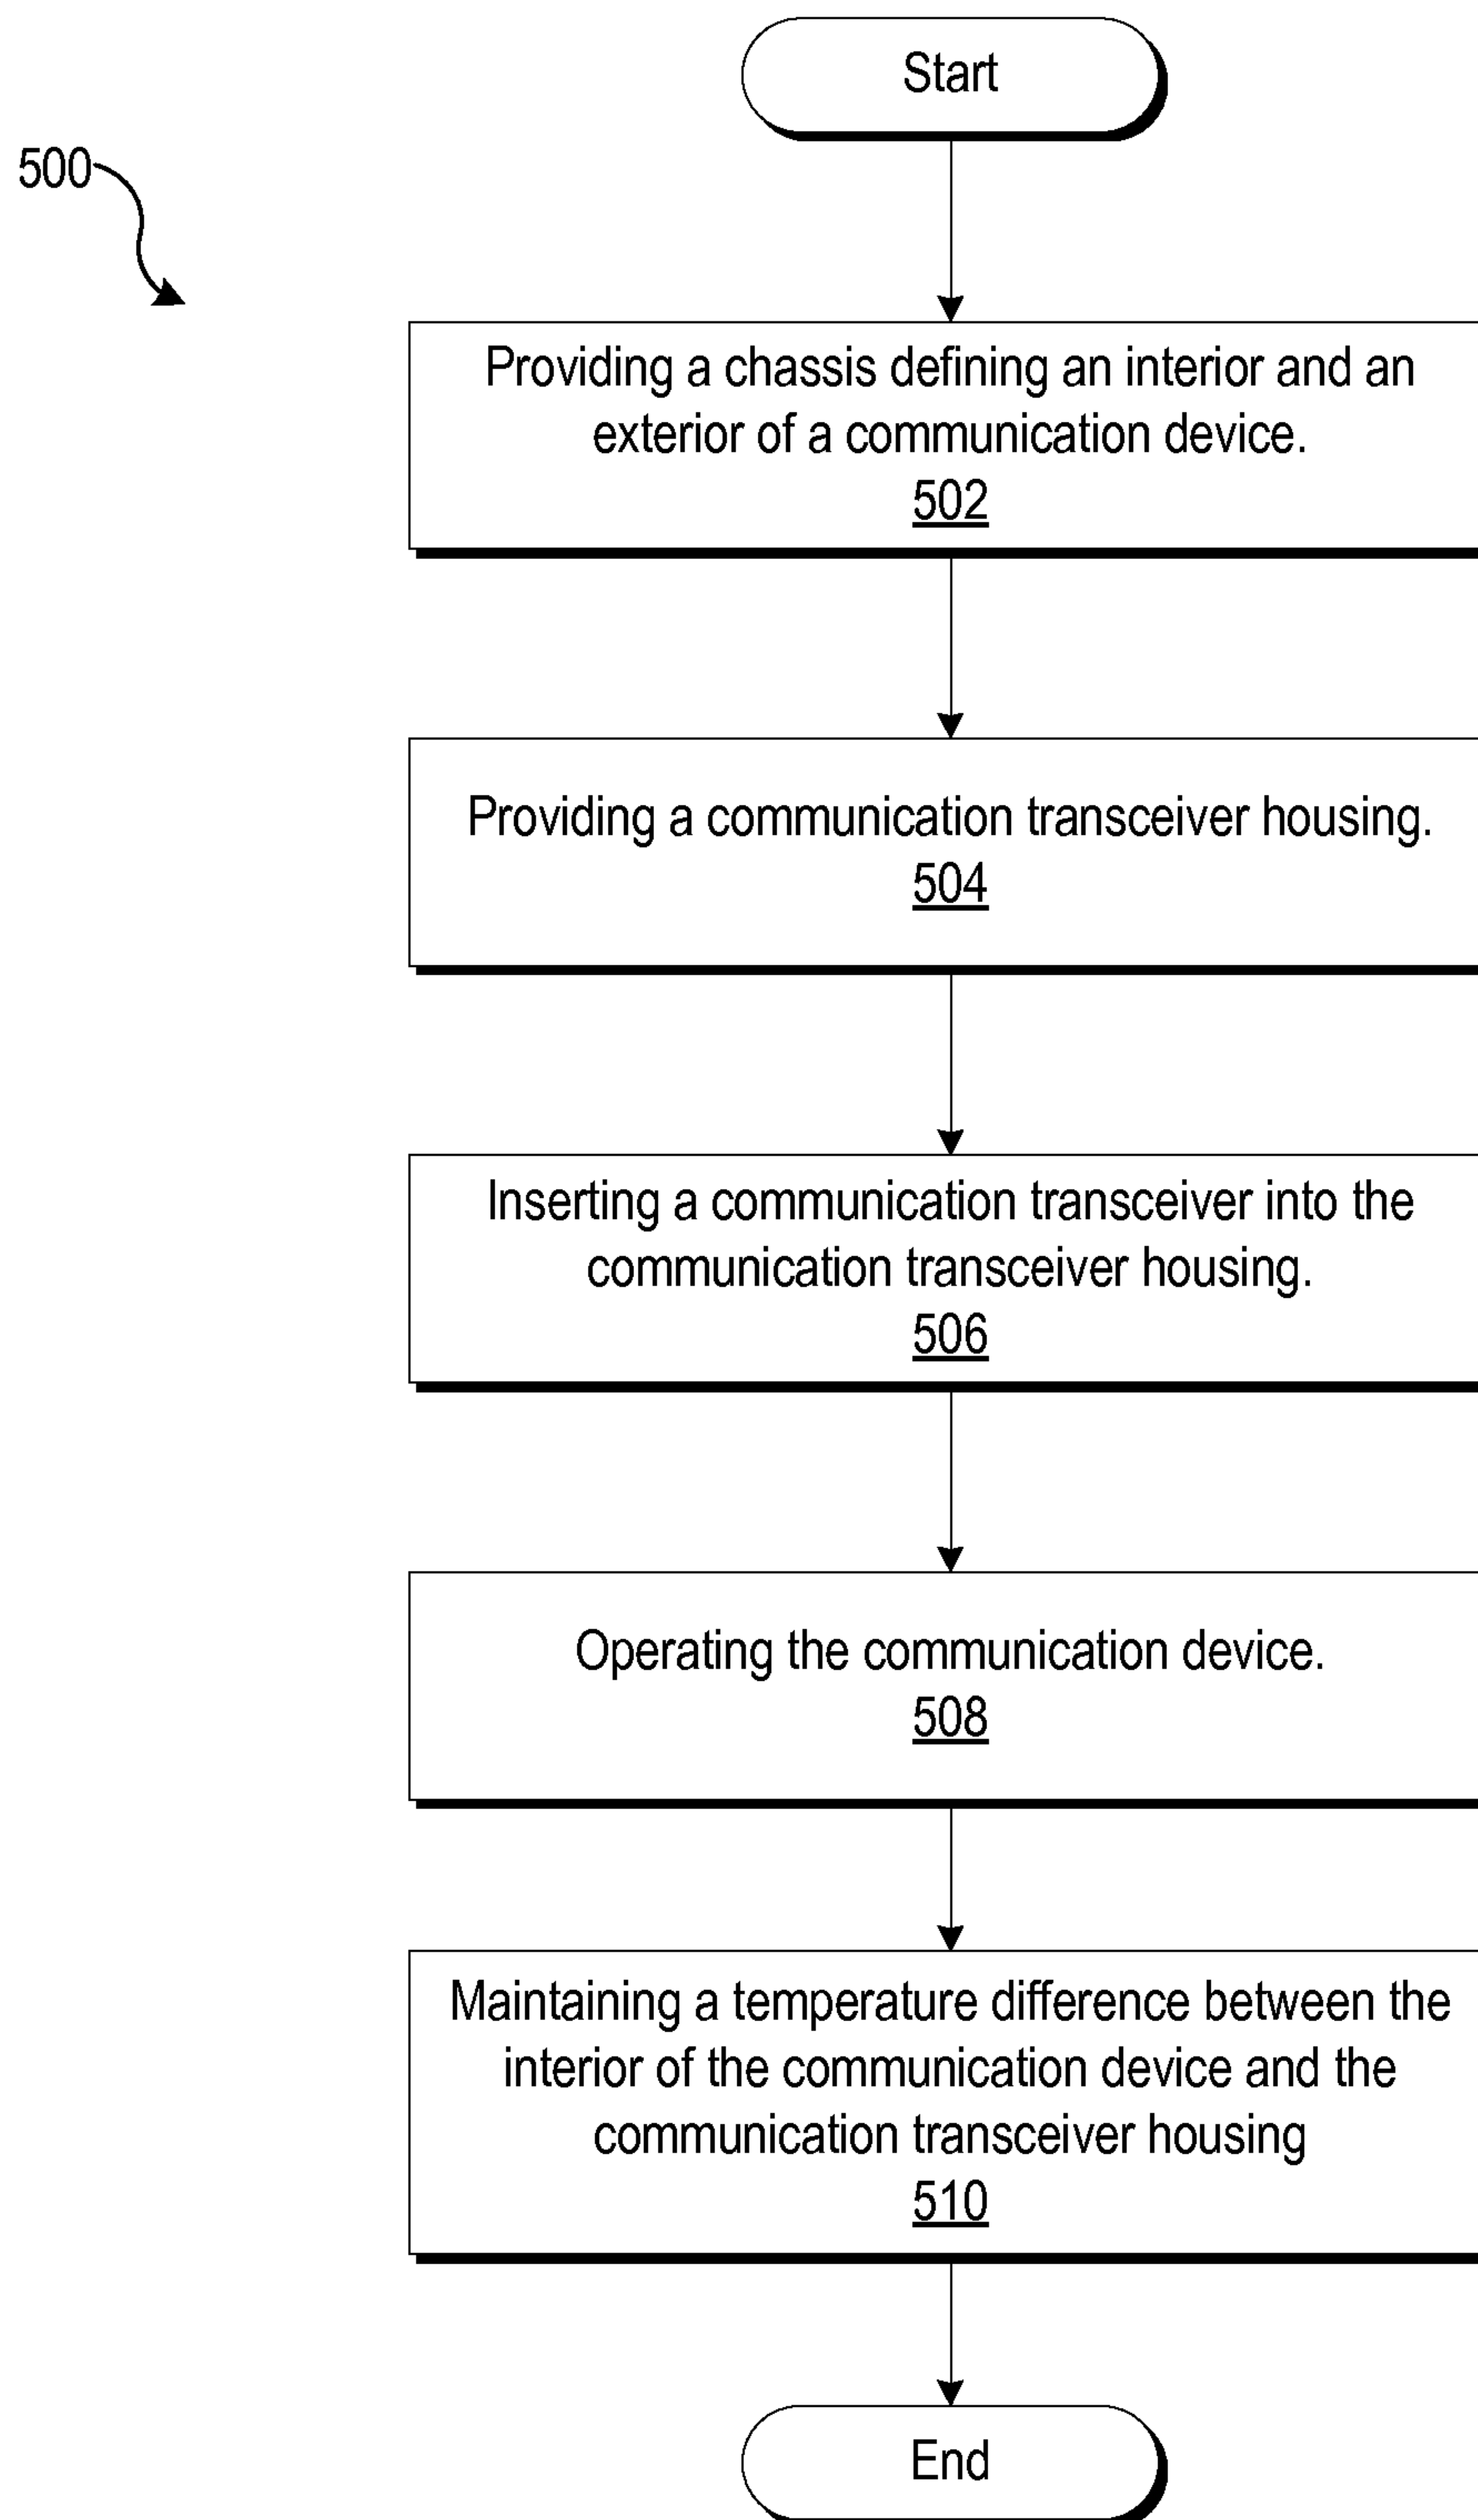 Start
500
Providing a chassis defining an interior and an
exterior of a communication device.
502
Providing a communication transceiver housing.
504
Inserting a communication transceiver into the
communication transceiver housing.
506
Operating the communication device.
508
Maintaining a temperature difference between the
interior of the communication device and the
communication transceiver housing
510
End